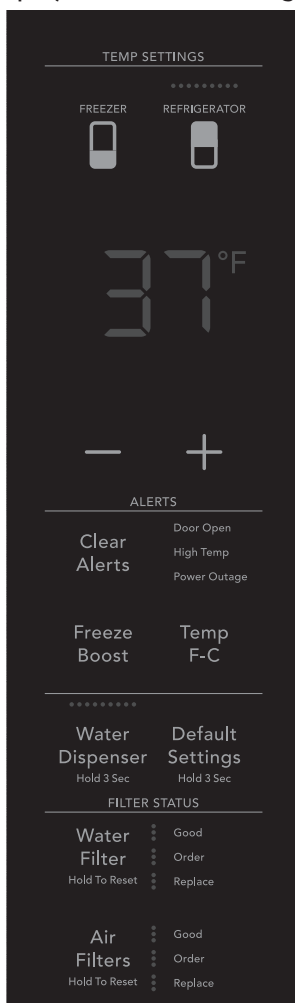 TEMP SETTINGS
FREEZER REFRIGERATOR
37°F
− +
ALERTS
Clear
Alerts
Door Open
High Temp
Power Outage
Freeze
Boost
Temp
F-C
Water
Dispenser
Hold 3 Sec
Default
Settings
Hold 3 Sec
FILTER STATUS
Water
Filter
Hold To Reset
Good
Order
Replace
Air
Filters
Hold To Reset
Good
Order
Replace